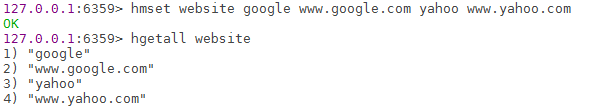 127.0.0.1:6359> hmset website google www.google.com yahoo www.yahoo.com
OK
127.0.0.1:6359> hgetall website
1) "google"
2) "www.google.com"
3) "yahoo"
4) "www.yahoo.com"